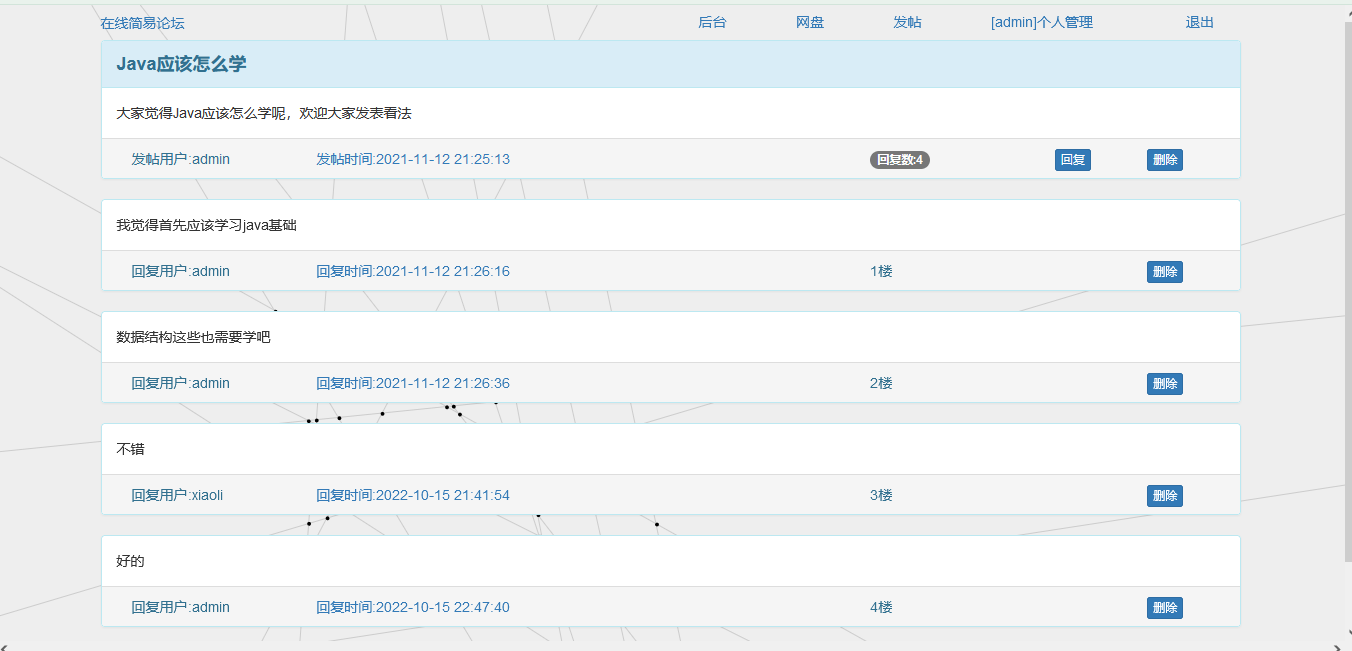 在线简易论坛 后台 网盘 发帖 [admin]个人管理 退出
Java应该怎么学
大家觉得Java应该怎么学呢，欢迎大家发表看法
发帖用户:admin 发帖时间:2021-11-12 21:25:13 回复数:4 回复 删除
我觉得首先应该学习java基础
回复用户:admin 回复时间:2021-11-12 21:26:16 1楼 删除
数据结构这些也需要学吧
回复用户:admin 回复时间:2021-11-12 21:26:36 2楼 删除
不错
回复用户:xiaoli 回复时间:2022-10-15 21:41:54 3楼 删除
好的
回复用户:admin 回复时间:2022-10-15 22:47:40 4楼 删除